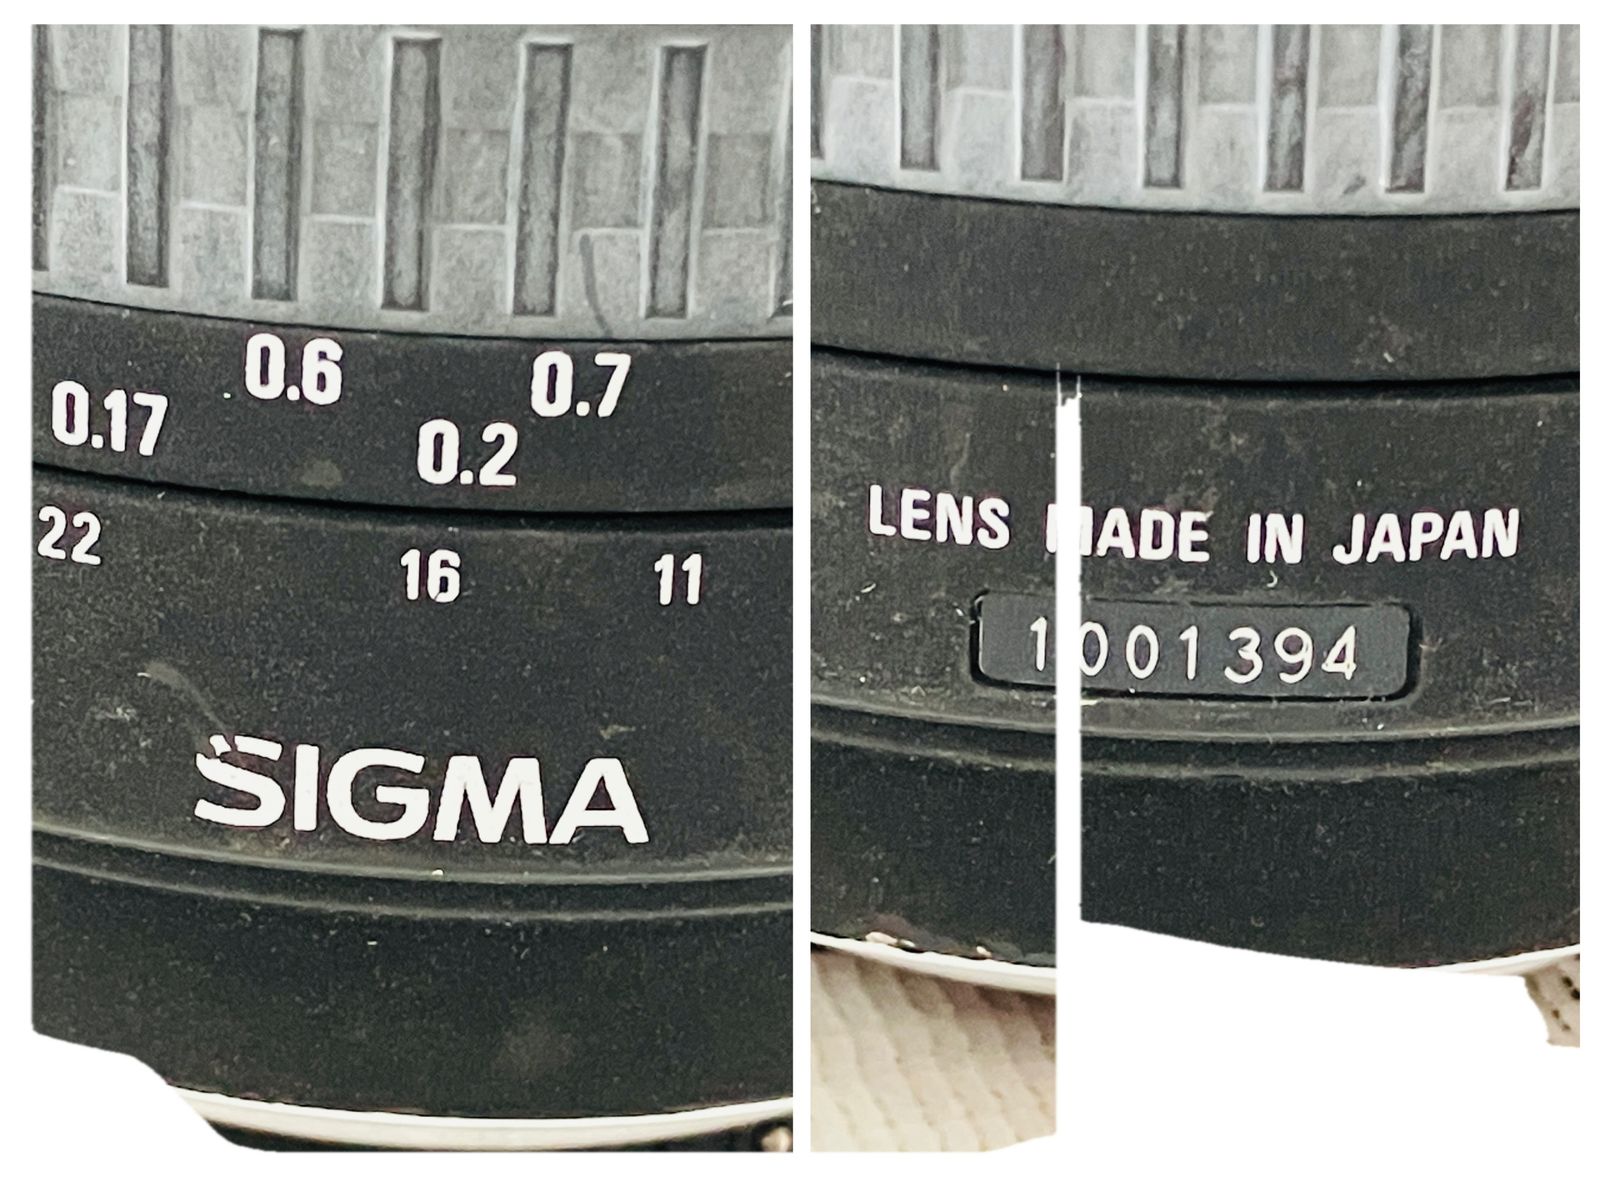 0.6 0.7
0.17 0.2
22 16 11
SIGMA
LENS MADE IN JAPAN
1001394